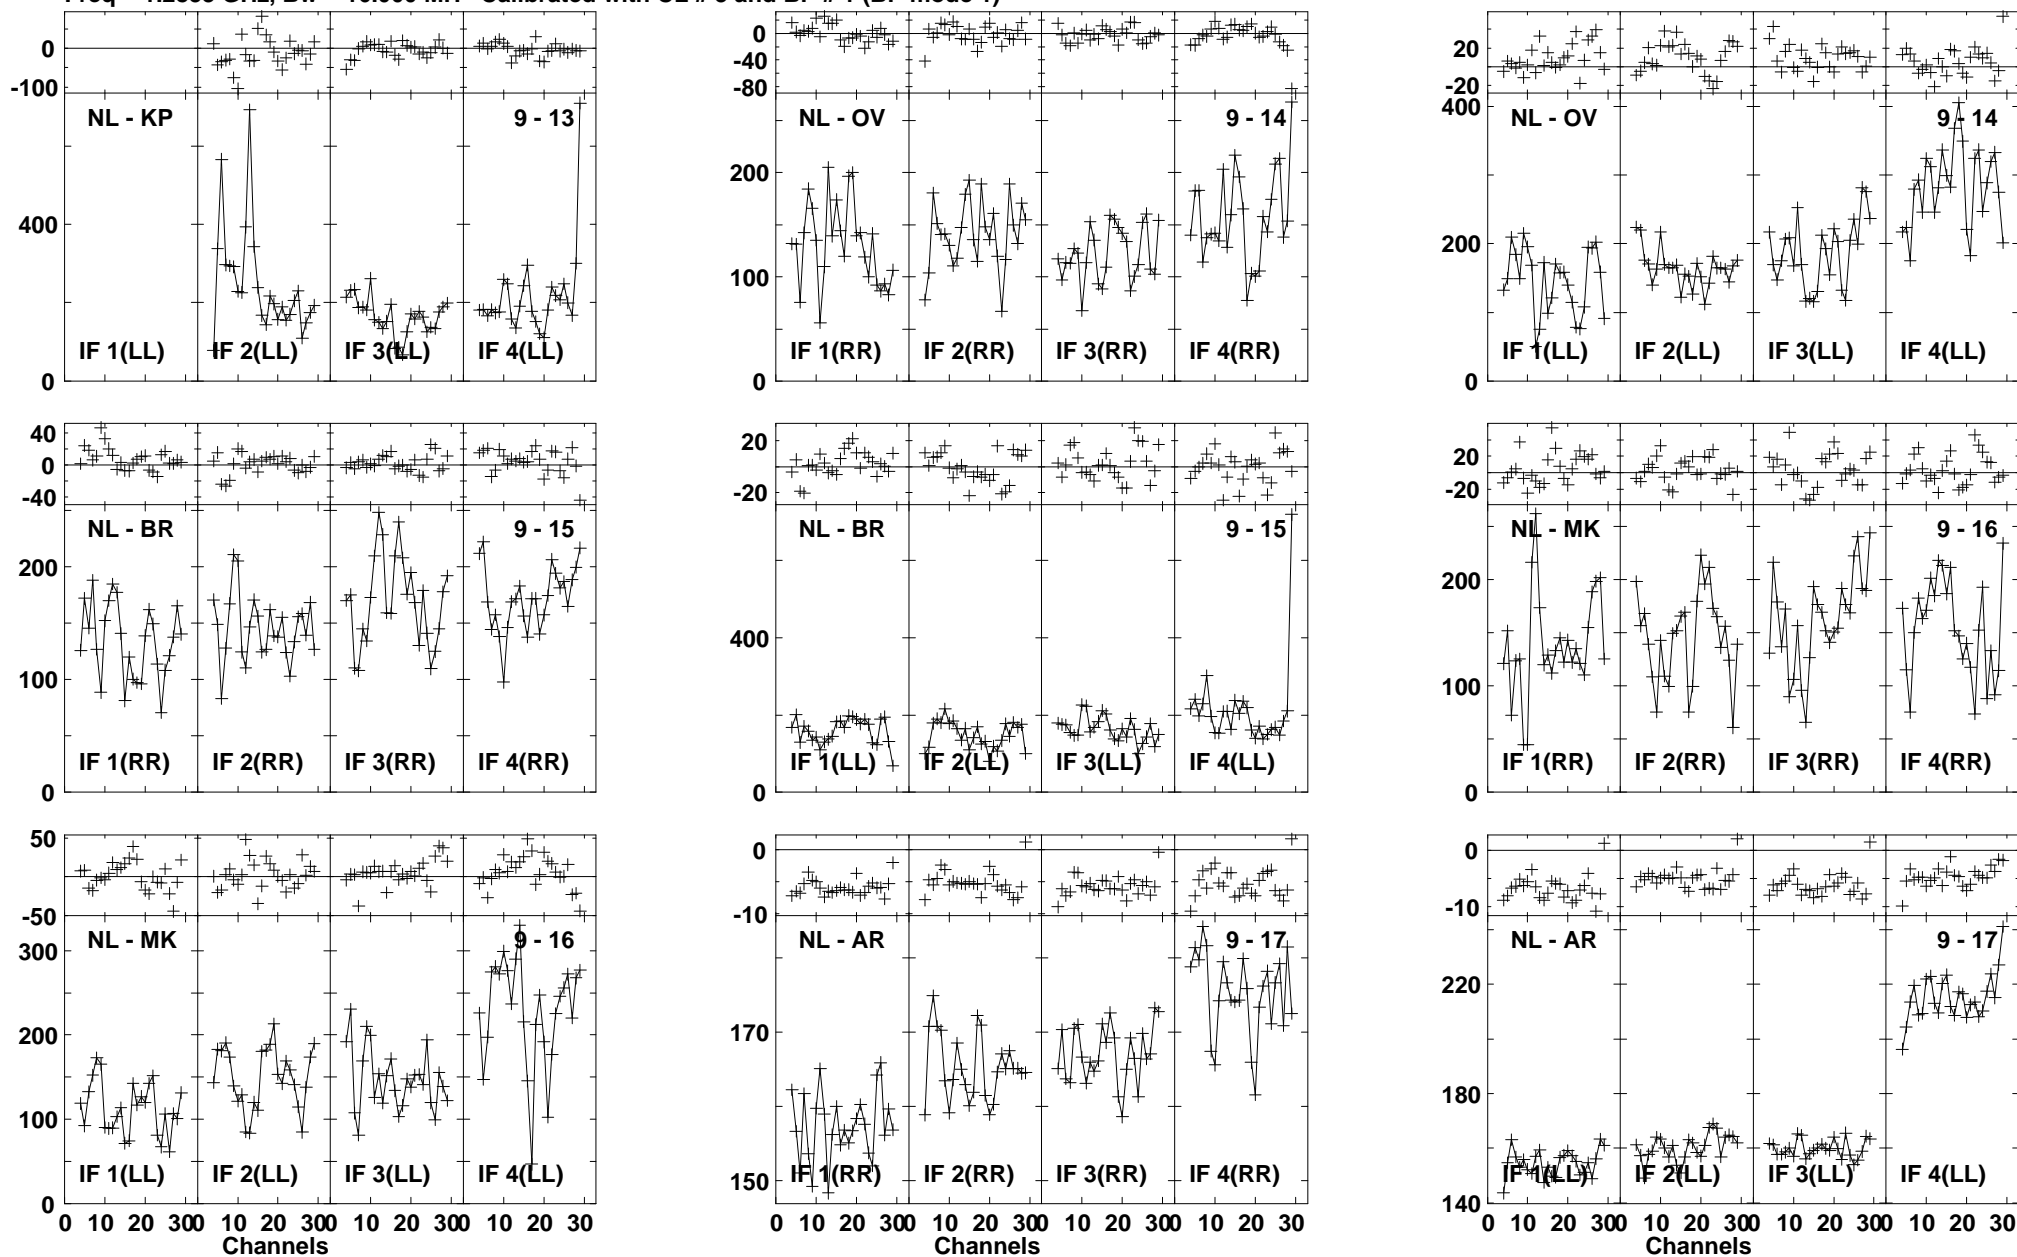 0
-100
NL - KP
9 - 13
400
0
IF 1(LL)
IF 2(LL)
IF 3(LL)
IF 4(LL)
0
-40
-80
NL - OV
9 - 14
200
100
0
IF 1(RR)
IF 2(RR)
IF 3(RR)
IF 4(RR)
20
-20
400
NL - OV
9 - 14
200
0
IF 1(LL)
IF 2(LL)
IF 3(LL)
IF 4(LL)
40
0
-40
NL - BR
9 - 15
200
100
0
IF 1(RR)
IF 2(RR)
IF 3(RR)
IF 4(RR)
20
-20
NL - BR
9 - 15
400
0
IF 1(LL)
IF 2(LL)
IF 3(LL)
IF 4(LL)
20
-20
NL - MK
9 - 16
200
100
0
IF 1(RR)
IF 2(RR)
IF 3(RR)
IF 4(RR)
50
0
-50
NL - MK
9 - 16
300
200
100
0
IF 1(LL)
IF 2(LL)
IF 3(LL)
IF 4(LL)
0 10 20 30 0 10 20 30 0 10 20 30 0 10 20 30
Channels
0
-10
NL - AR
9 - 17
170
150
IF 1(RR)
IF 2(RR)
IF 3(RR)
IF 4(RR)
0 10 20 30 0 10 20 30 0 10 20 30 0 10 20 30
Channels
0
-10
NL - AR
9 - 17
220
180
140
IF 1(LL)
IF 2(LL)
IF 3(LL)
IF 4(LL)
0 10 20 30 0 10 20 30 0 10 20 30 0 10 20 30
Channels